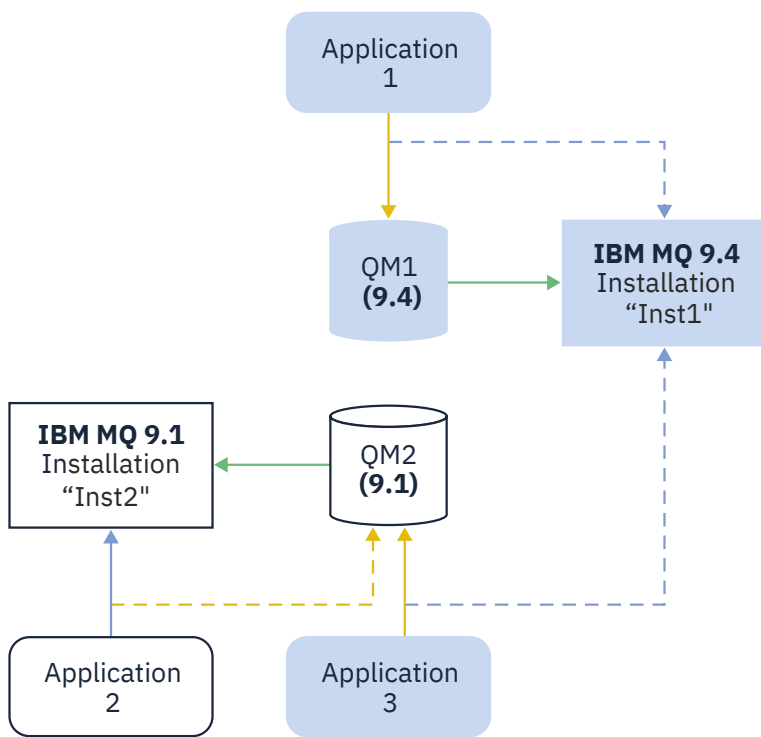 Application
1
QM1
(9.4)
IBM MQ 9.4
Installation
“Inst1"
IBM MQ 9.1
Installation
“Inst2"
QM2
(9.1)
Application
2
Application
3